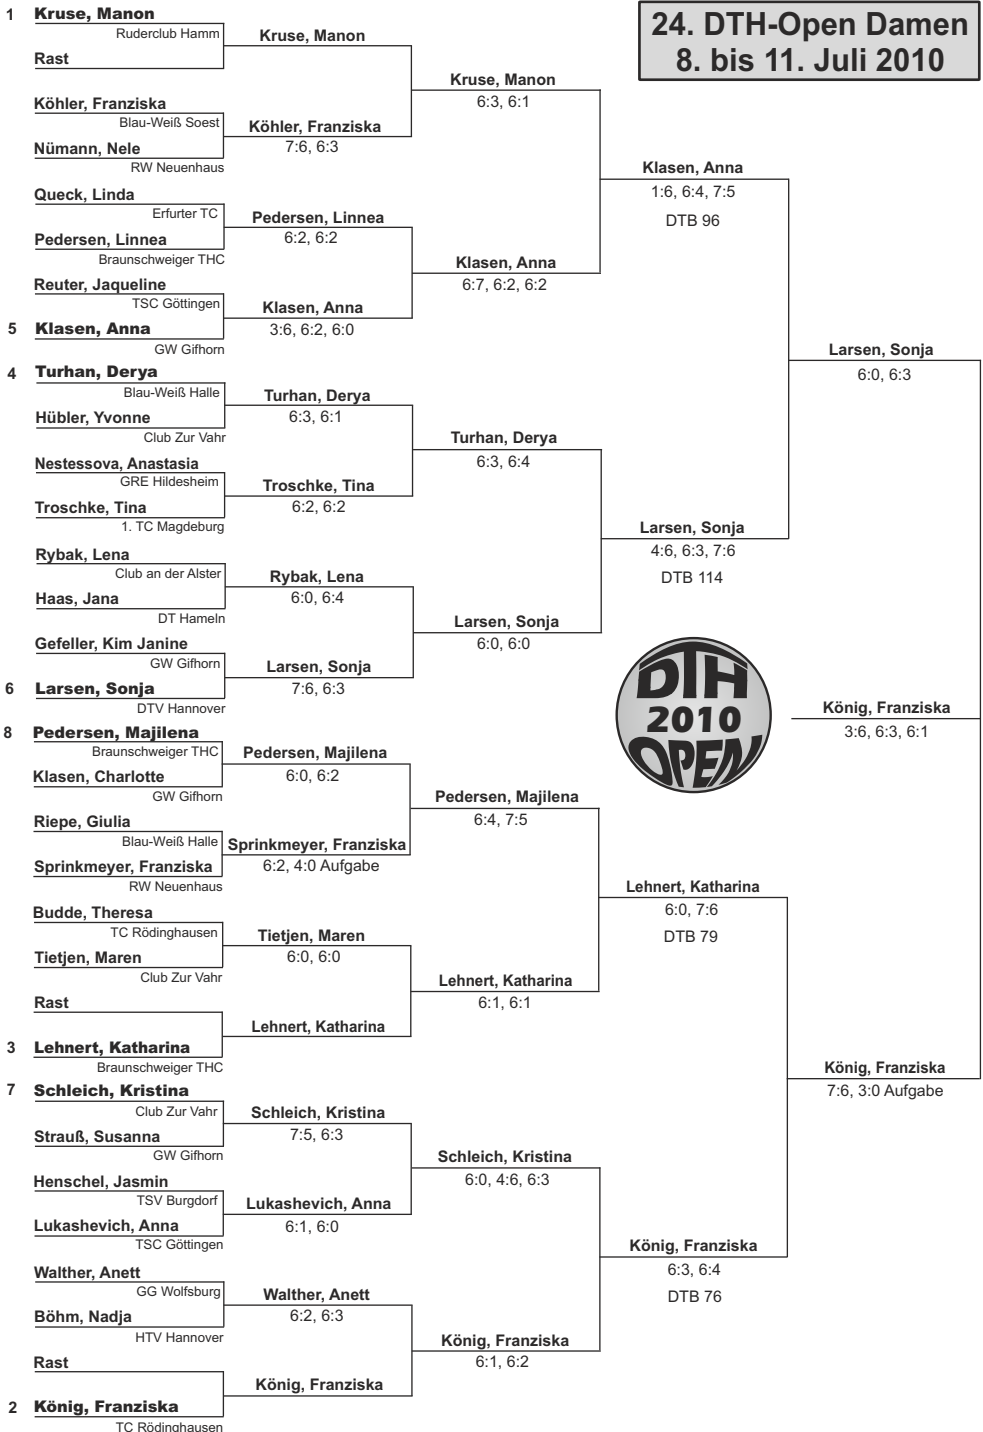 24. DTH-Open Damen
8. bis 11. Juli 2010
1 Kruse, Manon
Ruderclub Hamm
Rast
Köhler, Franziska
Blau-Weiß Soest
Nümann, Nele
RW Neuenhaus
Queck, Linda
Erfurter TC
Pedersen, Linnea
Braunschweiger THC
Reuter, Jaqueline
TSC Göttingen
5 Klasen, Anna
GW Gifhorn
4 Turhan, Derya
Blau-Weiß Halle
Hübler, Yvonne
Club Zur Vahr
Nestessova, Anastasia
GRE Hildesheim
Troschke, Tina
1. TC Magdeburg
Rybak, Lena
Club an der Alster
Haas, Jana
DT Hameln
Gefeller, Kim Janine
GW Gifhorn
6 Larsen, Sonja
DTV Hannover
8 Pedersen, Majilena
Braunschweiger THC
Klasen, Charlotte
GW Gifhorn
Riepe, Giulia
Blau-Weiß Halle
Sprinkmeyer, Franziska
RW Neuenhaus
Budde, Theresa
TC Rödinghausen
Tietjen, Maren
Club Zur Vahr
Rast
3 Lehnert, Katharina
Braunschweiger THC
7 Schleich, Kristina
Club Zur Vahr
Strauß, Susanna
GW Gifhorn
Henschel, Jasmin
TSV Burgdorf
Lukashevich, Anna
TSC Göttingen
Walther, Anett
GG Wolfsburg
Böhm, Nadja
HTV Hannover
Rast
2 König, Franziska
TC Rödinghausen
Kruse, Manon
Köhler, Franziska
7:6, 6:3
Pedersen, Linnea
6:2, 6:2
Klasen, Anna
3:6, 6:2, 6:0
Turhan, Derya
6:3, 6:1
Troschke, Tina
6:2, 6:2
Rybak, Lena
6:0, 6:4
Larsen, Sonja
7:6, 6:3
Pedersen, Majilena
6:0, 6:2
Sprinkmeyer, Franziska
6:2, 4:0 Aufgabe
Tietjen, Maren
6:0, 6:0
Lehnert, Katharina
Schleich, Kristina
7:5, 6:3
Lukashevich, Anna
6:1, 6:0
Walther, Anett
6:2, 6:3
König, Franziska
Kruse, Manon
6:3, 6:1
Klasen, Anna
6:7, 6:2, 6:2
Turhan, Derya
6:3, 6:4
Larsen, Sonja
6:0, 6:0
Pedersen, Majilena
6:4, 7:5
Lehnert, Katharina
6:1, 6:1
Schleich, Kristina
6:0, 4:6, 6:3
König, Franziska
6:1, 6:2
Klasen, Anna
1:6, 6:4, 7:5
DTB 96
Larsen, Sonja
4:6, 6:3, 7:6
DTB 114
Lehnert, Katharina
6:0, 7:6
DTB 79
König, Franziska
6:3, 6:4
DTB 76
Larsen, Sonja
6:0, 6:3
König, Franziska
7:6, 3:0 Aufgabe
DTH
2010
OPEN
König, Franziska
3:6, 6:3, 6:1